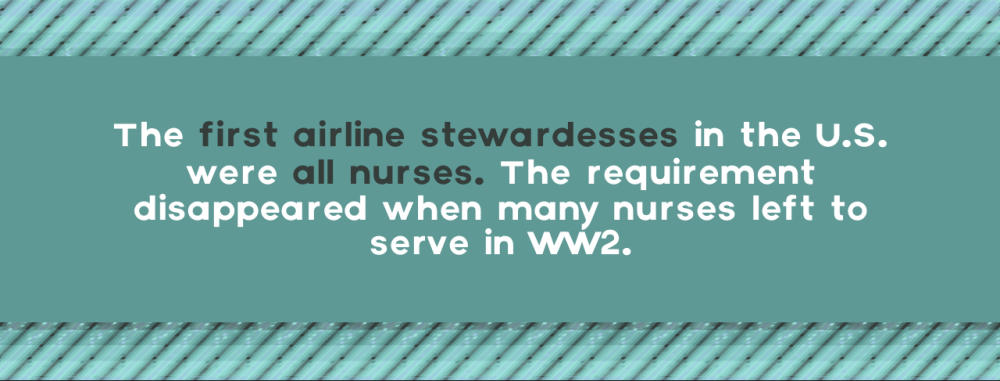 The first airline stewardesses in the U.S.
were all nurses. The requirement
disappeared when many nurses left to
serve in WW2.